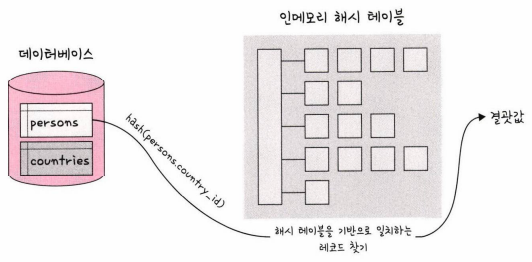 인메모리 해시 테이블
데이터베이스
persons
countries
hash(persons.country_id)
결괏값
해시 테이블을 기반으로 일치하는
레코드 찾기